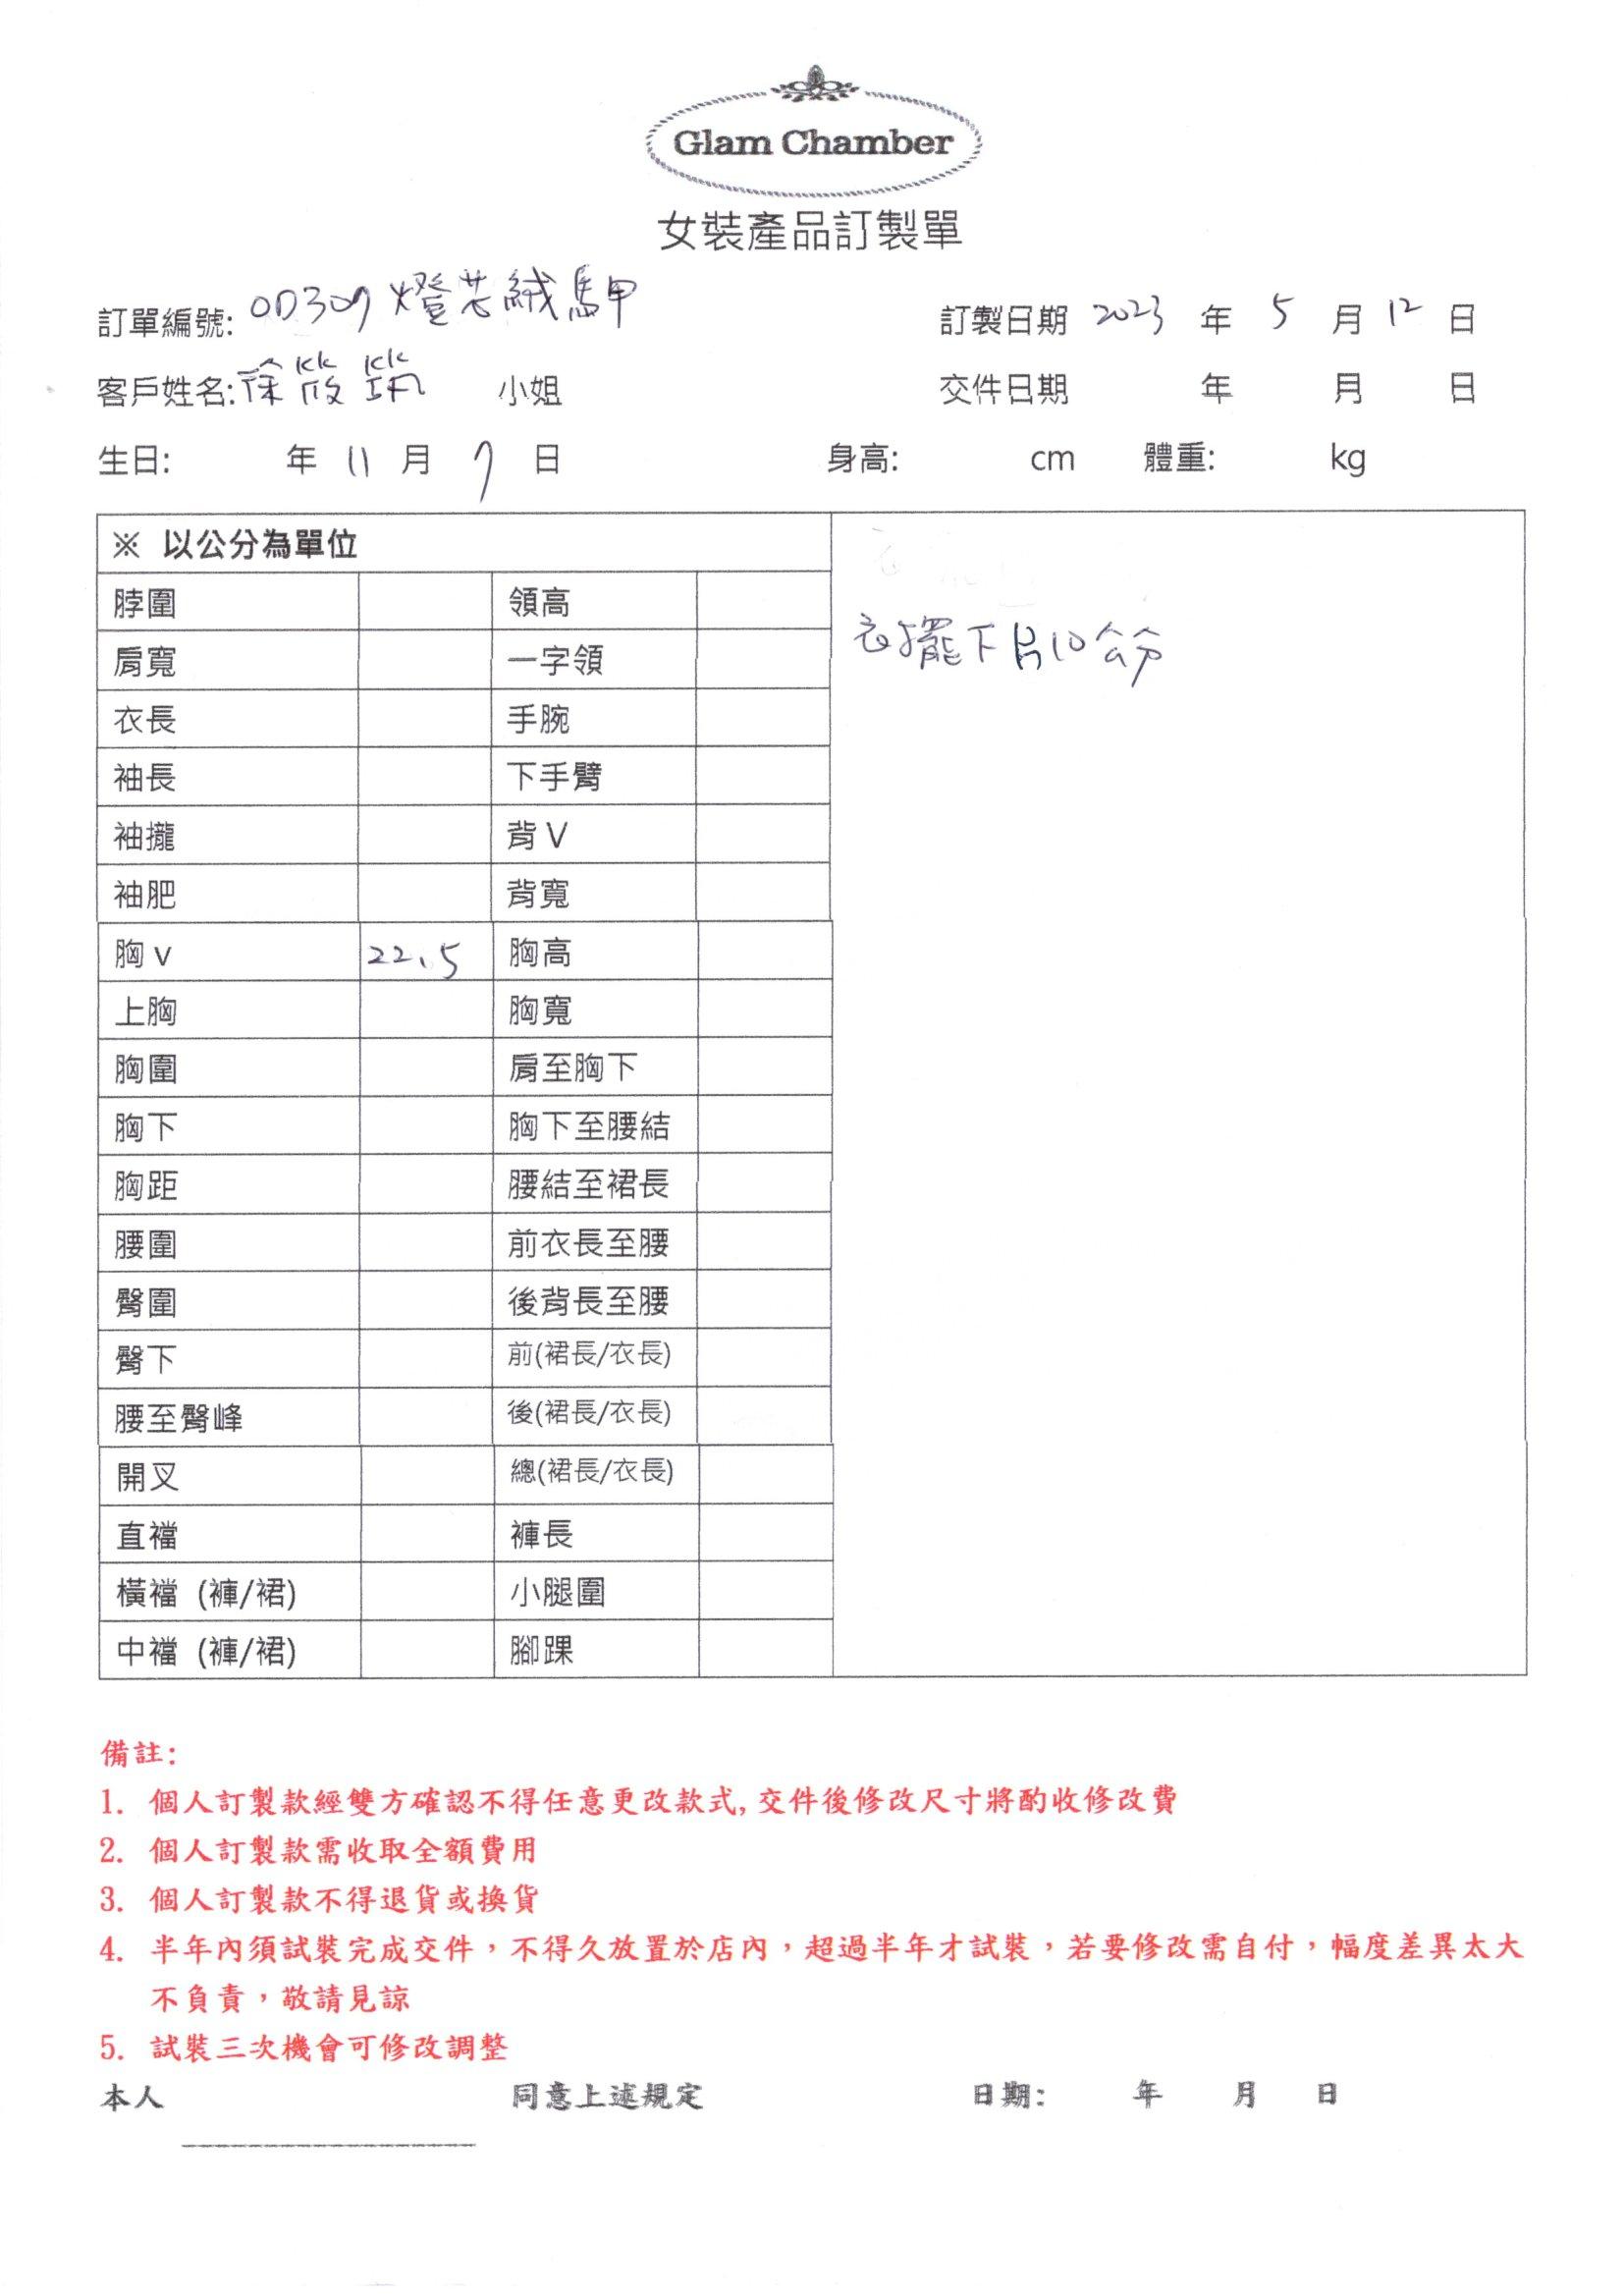 Glam Chamber
女裝產品訂製單
訂單編號: OD309 燈芯絨馬甲 訂製日期 2023 年 5 月 12 日
客戶姓名: 徐筱 小姐 交件日期 年 月 日
生日: 年 11 月 7 日 身高: cm 體重: kg
※ 以公分為單位
脖圍 領高
肩寬 一字領
衣長 手腕
袖長 下手臂
袖攏 背V
袖肥 背寬
胸v 22.5 胸高
上胸 胸寬
胸圍 肩至胸下
胸下 胸下至腰結
胸距 腰結至裙長
腰圍 前衣長至腰
臀圍 後背長至腰
臀下 前(裙長/衣長)
腰至臀峰 後(裙長/衣長)
開叉 總(裙長/衣長)
直襠 褲長
橫襠 (褲/裙) 小腿圍
中襠 (褲/裙) 腳踝
衣擺下片10公分
備註:
1. 個人訂製款經雙方確認不得任意更改款式,交件後修改尺寸將酌收修改費
2. 個人訂製款需收取全額費用
3. 個人訂製款不得退貨或換貨
4. 半年內須試裝完成交件，不得久放置於店內，超過半年才試裝，若要修改需自付，幅度差異太大
不負責，敬請見諒
5. 試裝三次機會可修改調整
本人 同意上述規定 日期: 年 月 日